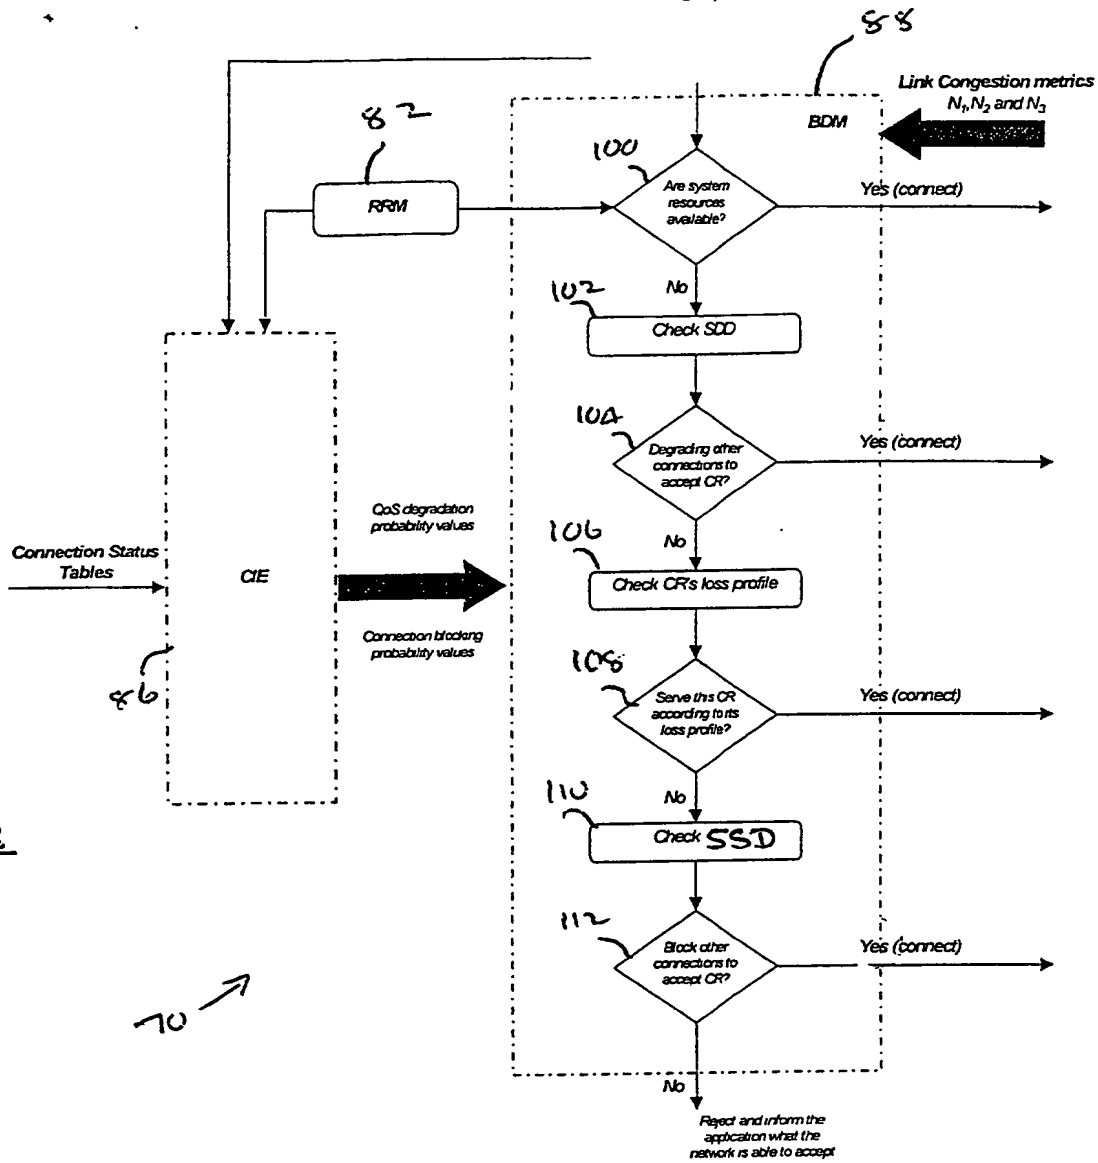 88
Link Congestion metrics
N1, N2 and N3
BDM
82
100
RRM
Are system
resources
available?
Yes (connect)
No
102
Check SDD
104
Degrading other
connections to
accept CR?
Yes (connect)
QoS degradation
probability values
No
106
Connection Status
Tables
CIE
Check CR's loss profile
Connection blocking
probability values
86
108
Serve this CR
according to its
loss profile?
Yes (connect)
No
110
Check SSD
112
Block other
connections to
accept CR?
Yes (connect)
70
No
Reject and inform the
application what the
network is able to accept